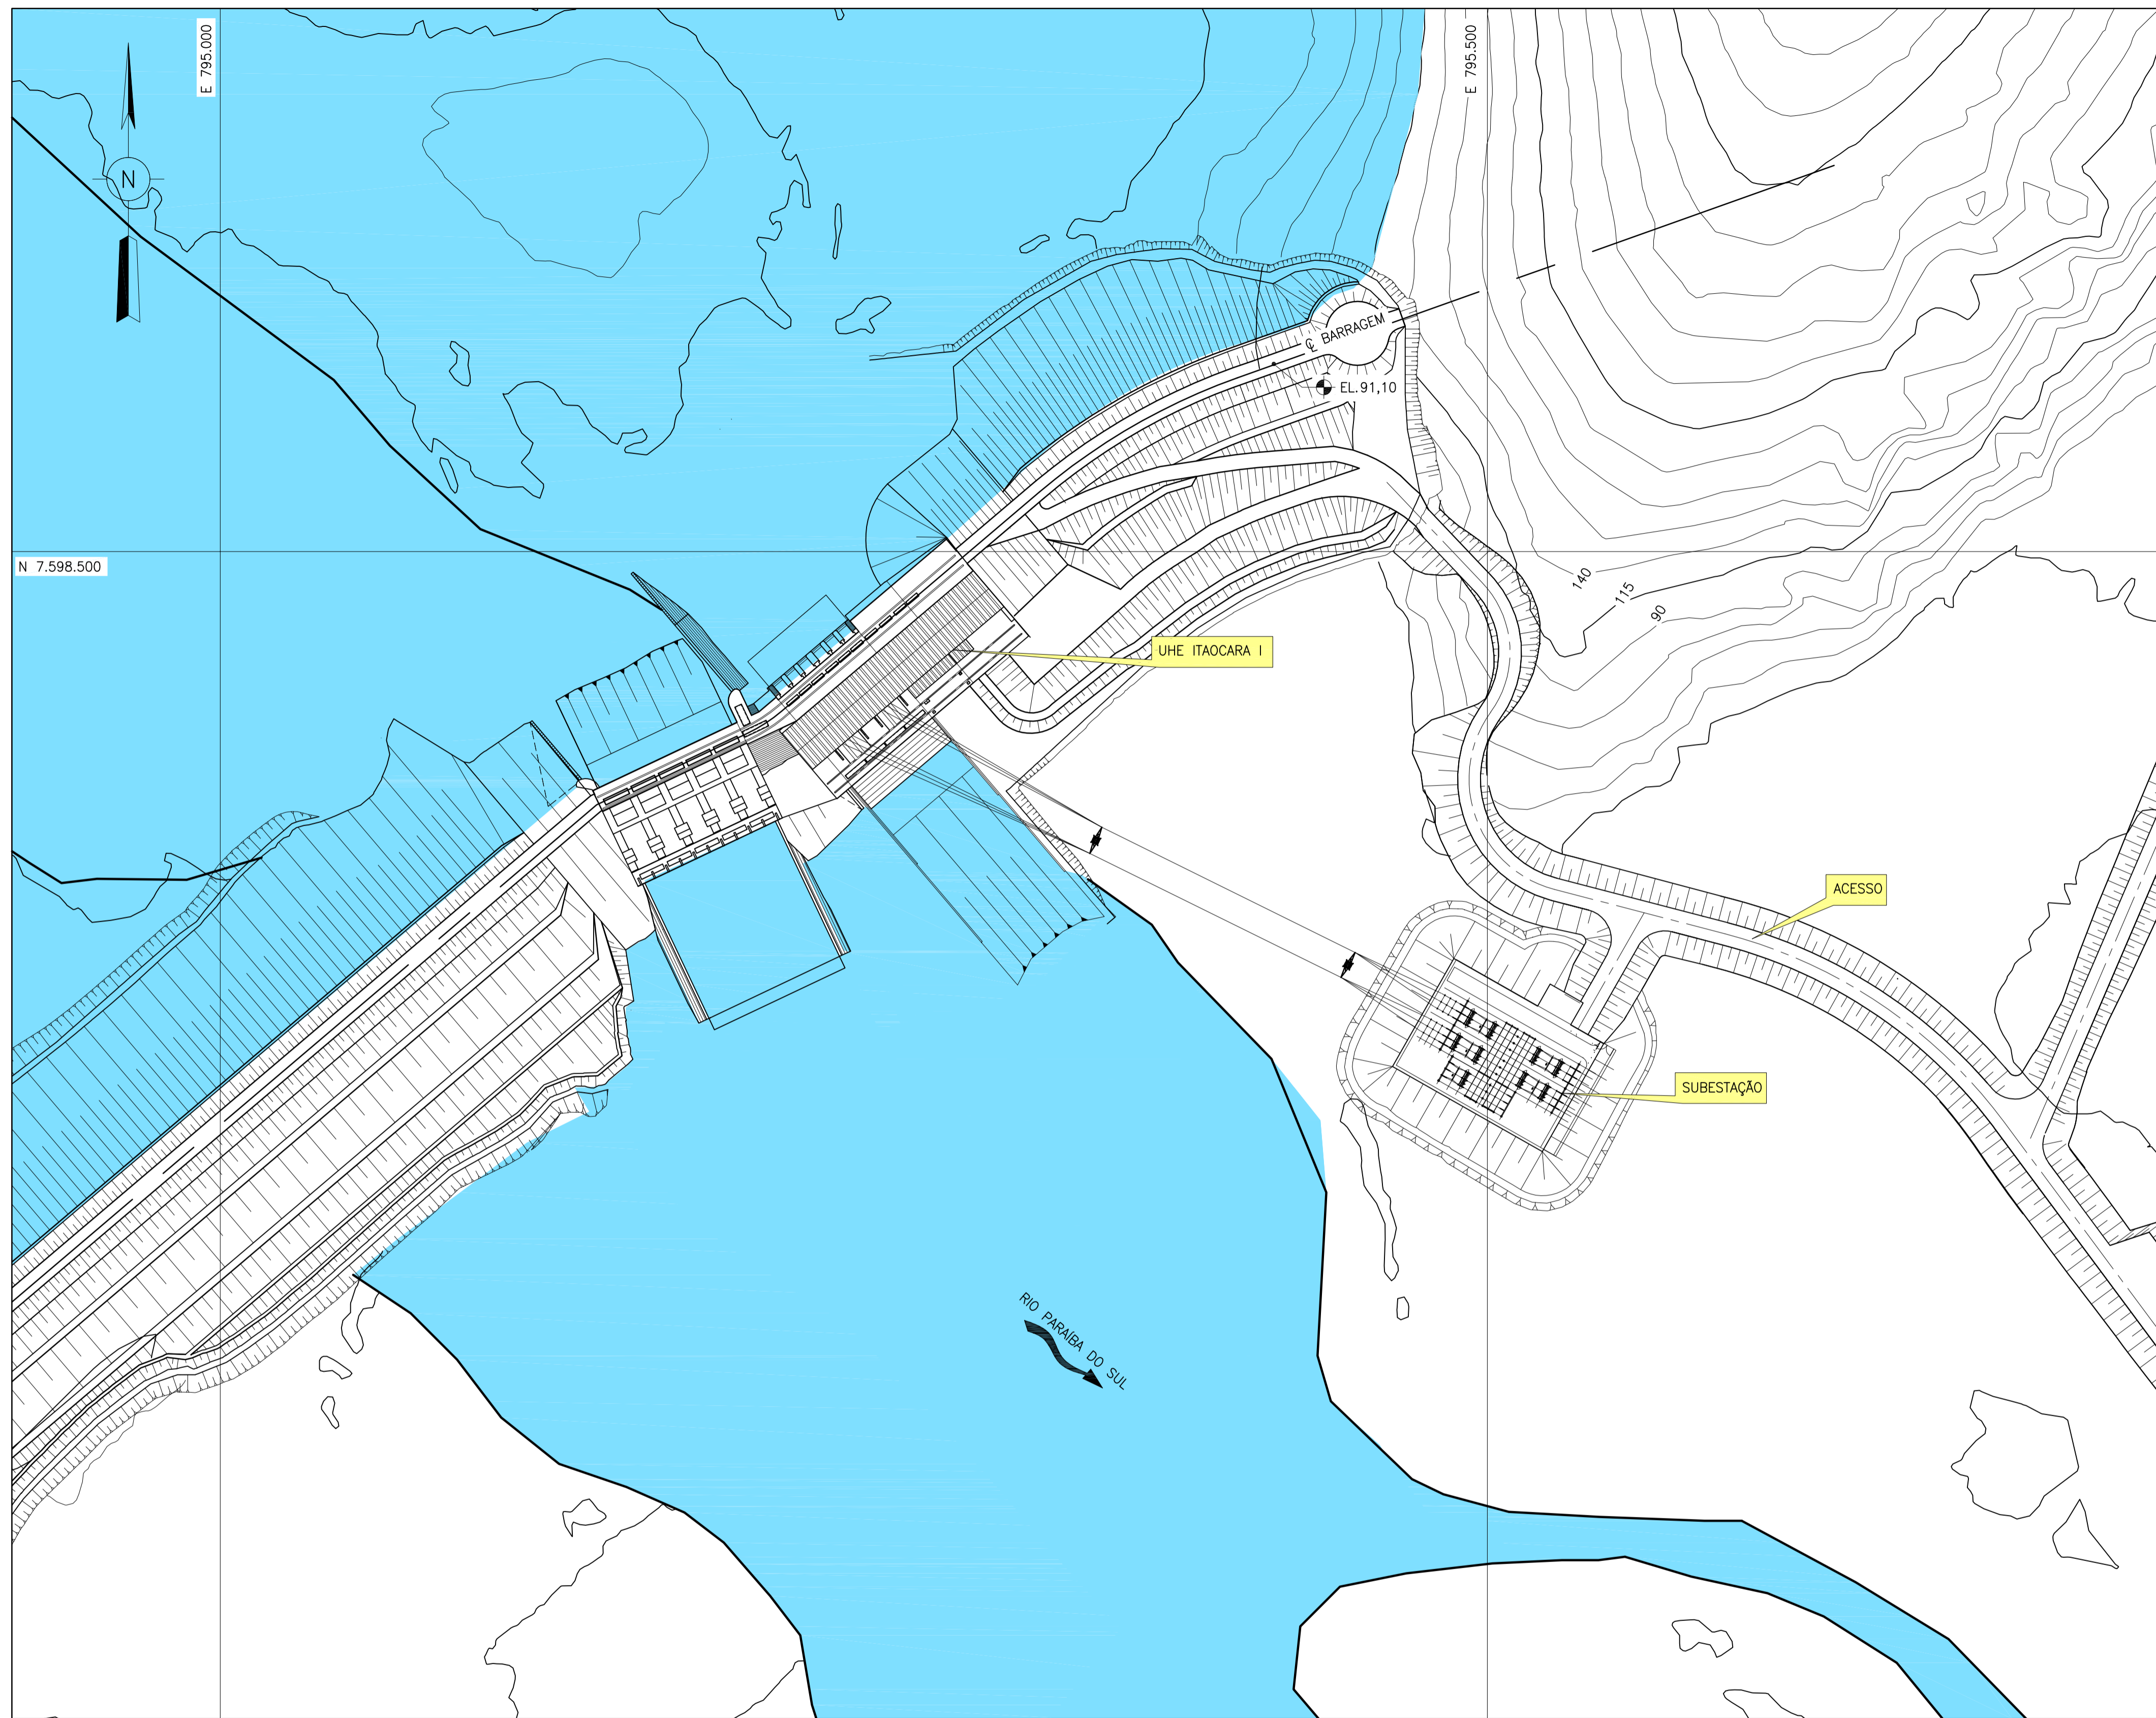 E 795.000
E 795.500
N
℄ BARRAGEM
EL.91,10
N 7.598.500
140
115
90
UHE ITAOCARA I
ACESSO
SUBESTAÇÃO
RIO PARAÍBA DO SUL